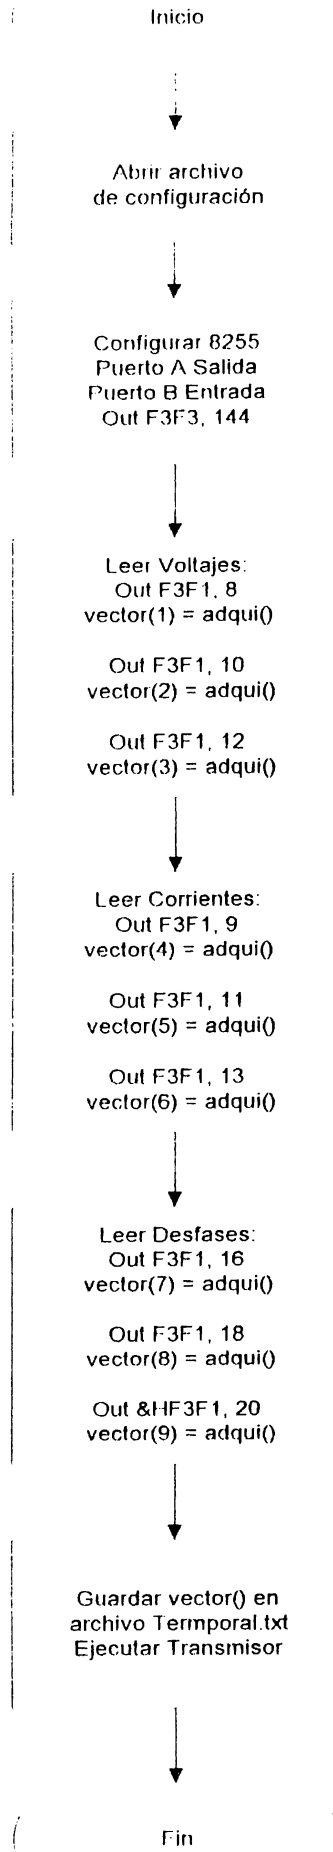 Inicio
Abrir archivo
de configuración
Configurar 8255
Puerto A Salida
Puerto B Entrada
Out F3F3, 144
Leer Voltajes:
Out F3F1, 8
vector(1) = adqui()
Out F3F1, 10
vector(2) = adqui()
Out F3F1, 12
vector(3) = adqui()
Leer Corrientes:
Out F3F1, 9
vector(4) = adqui()
Out F3F1, 11
vector(5) = adqui()
Out F3F1, 13
vector(6) = adqui()
Leer Desfases:
Out F3F1, 16
vector(7) = adqui()
Out F3F1, 18
vector(8) = adqui()
Out &HF3F1, 20
vector(9) = adqui()
Guardar vector() en
archivo Termporal.txt
Ejecutar Transmisor
Fin